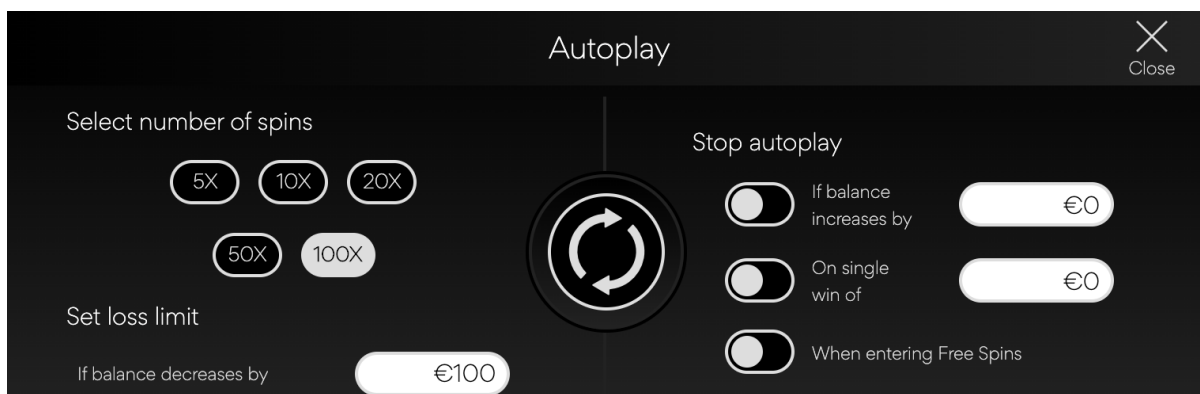 Autoplay
Close
Select number of spins
5X 10X 20X
50X 100X
Set loss limit
If balance decreases by €100
Stop autoplay
If balance
increases by €0
On single
win of €0
When entering Free Spins